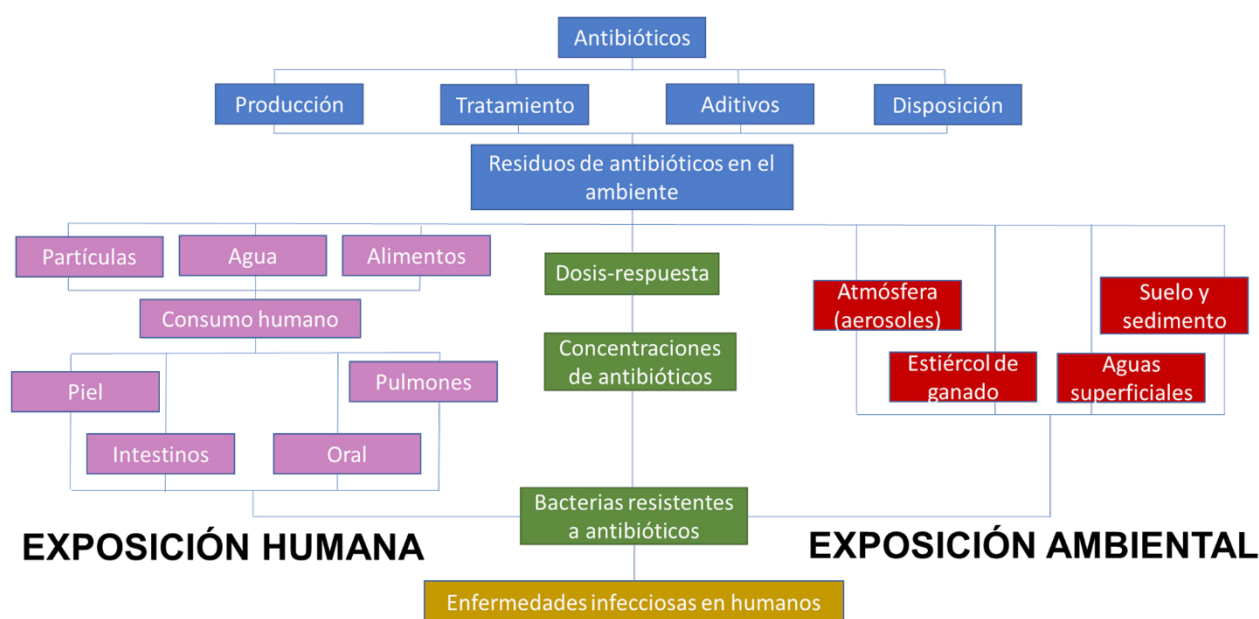 Antibióticos
Producción
Tratamiento
Aditivos
Disposición
Residuos de antibióticos en el
ambiente
Partículas
Agua
Alimentos
Consumo humano
Piel
Pulmones
Intestinos
Oral
EXPOSICIÓN HUMANA
Dosis-respuesta
Concentraciones
de antibióticos
Bacterias resistentes
a antibióticos
Atmósfera
(aerosoles)
Suelo y
sedimento
Estiércol de
ganado
Aguas
superficiales
EXPOSICIÓN AMBIENTAL
Enfermedades infecciosas en humanos